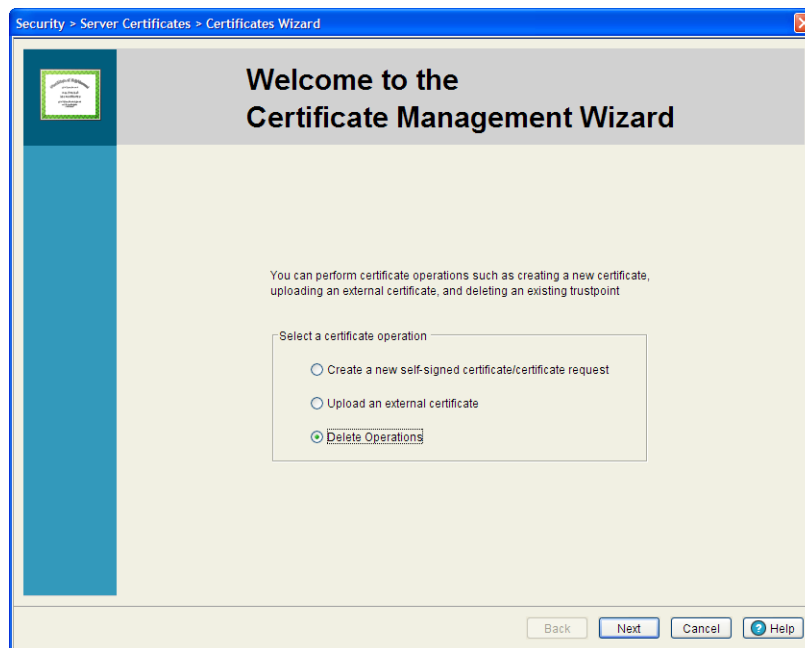 Security > Server Certificates > Certificates Wizard
Welcome to the
Certificate Management Wizard
You can perform certificate operations such as creating a new certificate,
uploading an external certificate, and deleting an existing trustpoint
Select a certificate operation
Create a new self-signed certificate/certificate request
Upload an external certificate
Delete Operations
Back Next Cancel Help